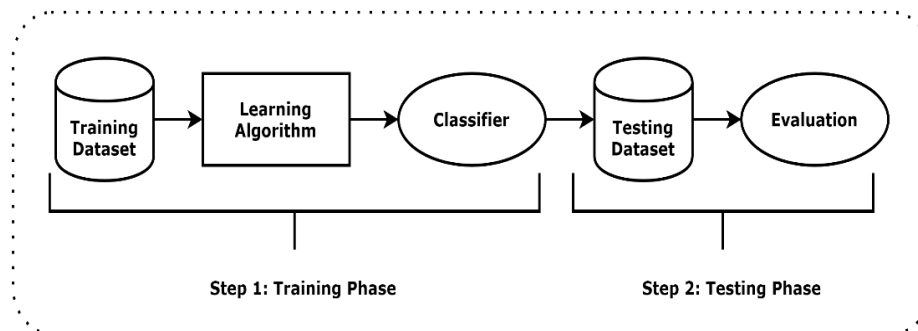 Training
Dataset
Learning
Algorithm
Classifier
Testing
Dataset
Evaluation
Step 1: Training Phase
Step 2: Testing Phase